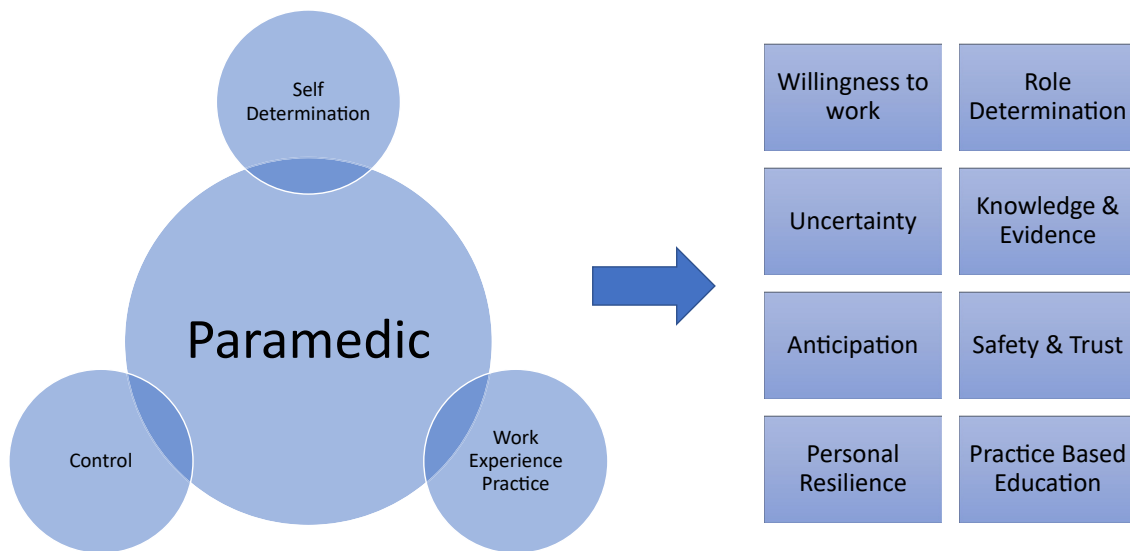 Self
Determination
Paramedic
Control
Work
Experience
Practice
Willingness to
work
Role
Determination
Uncertainty
Knowledge &
Evidence
Anticipation
Safety & Trust
Personal
Resilience
Practice Based
Education